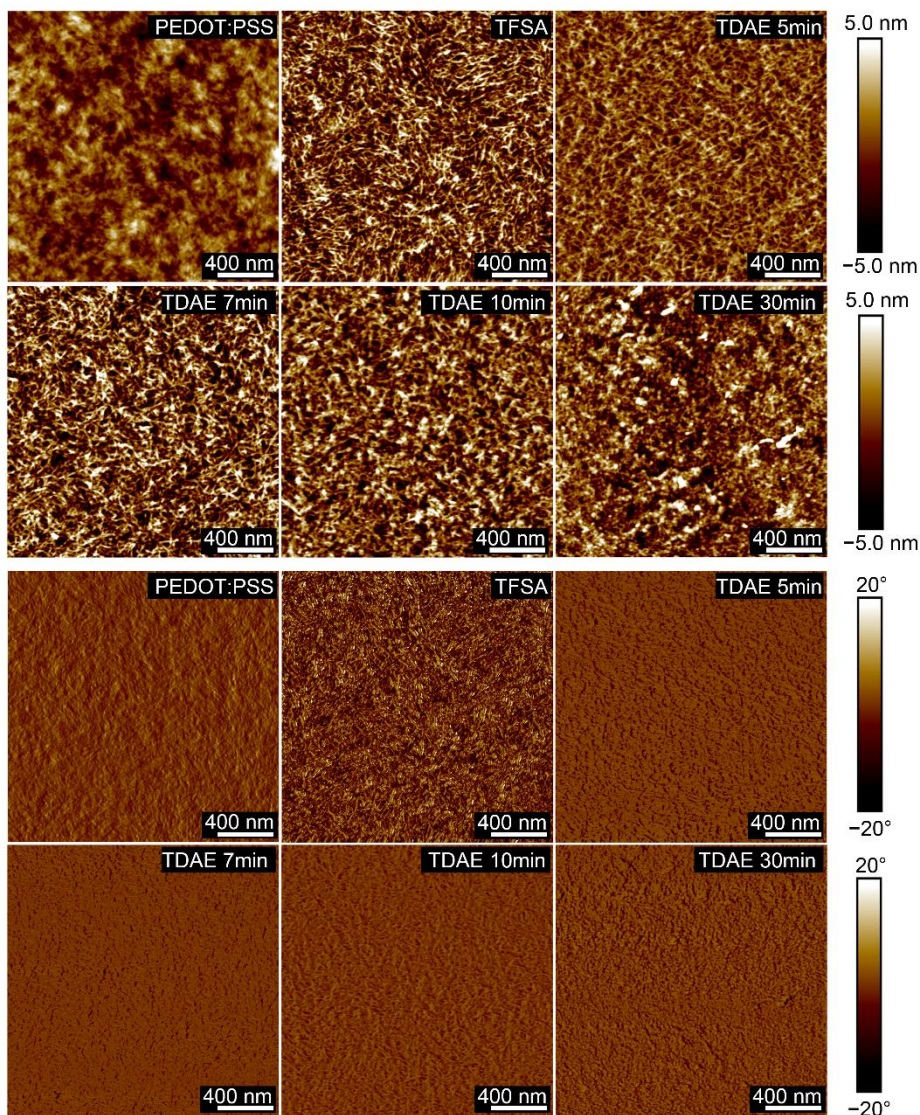 PEDOT:PSS
TFSA
TDAE 5min
5.0 nm
400 nm
400 nm
400 nm
−5.0 nm
TDAE 7min
TDAE 10min
TDAE 30min
5.0 nm
400 nm
400 nm
400 nm
−5.0 nm
PEDOT:PSS
TFSA
TDAE 5min
20°
400 nm
400 nm
400 nm
−20°
TDAE 7min
TDAE 10min
TDAE 30min
20°
400 nm
400 nm
400 nm
−20°